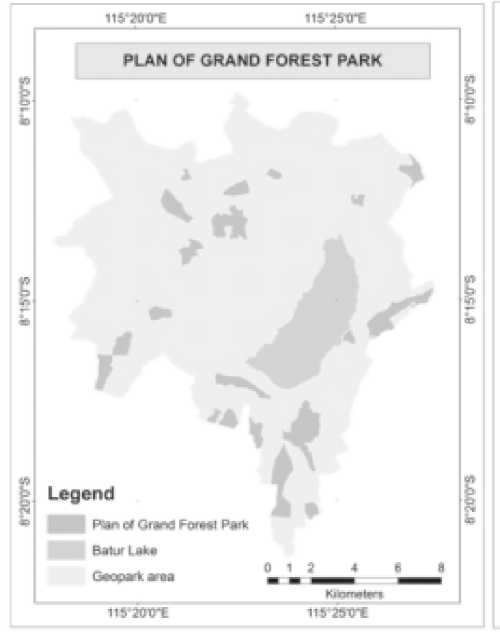 115°20'0"E 115°25'0"E
PLAN OF GRAND FOREST PARK
8°10'0"S 8°10'0"S
8°15'0"S 8°15'0"S
8°20'0"S 8°20'0"S
Legend
Plan of Grand Forest Park
Batur Lake
Geopark area
0 1 2 4 6 8
Kilometers
115°20'0"E 115°25'0"E